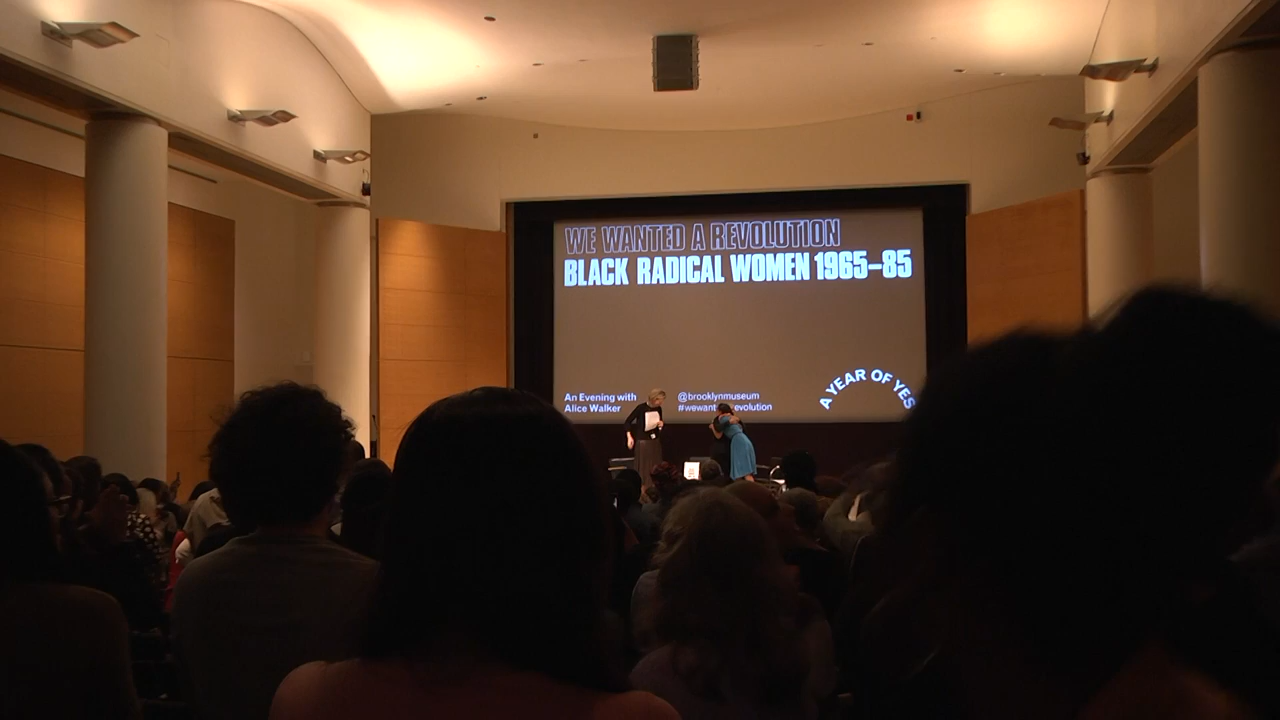 WE WANTED A REVOLUTION
BLACK RADICAL WOMEN 1965–85
A YEAR OF YES
An Evening with
Alice Walker
@brooklynmuseum